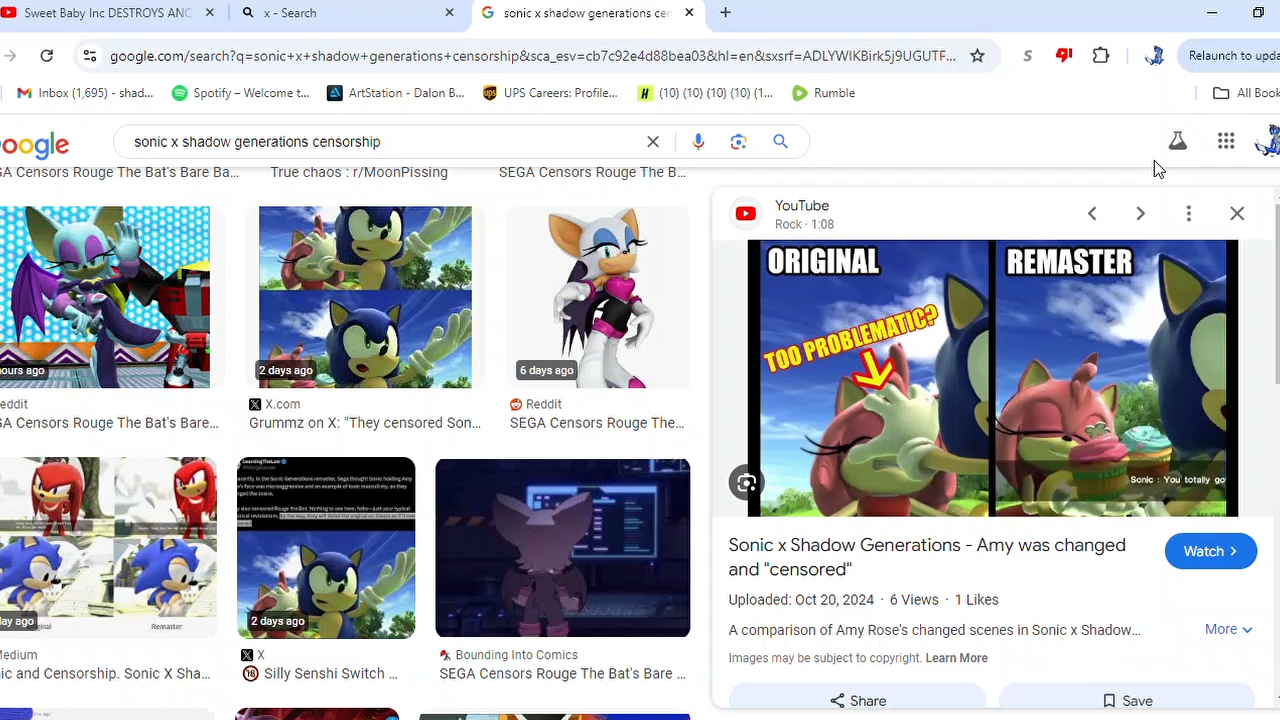 Sweet Baby Inc DESTROYS ANC
x - Search
sonic x shadow generations cen
google.com/search?q=sonic+x+shadow+generations+censorship&sca_esv=cb7c92e4d88bea03&hl=en&sxsrf=ADLYWIKBirk5j9UGUTF...
Relaunch to upda
Inbox (1,695) - shad...
Spotify – Welcome t...
ArtStation - Dalon B...
UPS Careers: Profile...
(10) (10) (10) (10) (1...
Rumble
All Book
oogle
sonic x shadow generations censorship
GA Censors Rouge The Bat's Bare Ba...
True chaos : r/MoonPissing
SEGA Censors Rouge The B...
hours ago
eddit
GA Censors Rouge The Bat's Bare...
2 days ago
X.com
Grummz on X: "They censored Son...
6 days ago
Reddit
SEGA Censors Rouge The...
day ago
Remaster
edium
nic and Censorship. Sonic X Sha...
LearningTheLaw
2 days ago
X
Silly Senshi Switch ...
Bounding Into Comics
SEGA Censors Rouge The Bat's Bare ...
YouTube
Rock · 1:08
ORIGINAL
REMASTER
TOO PROBLEMATIC?
Sonic : You totally go
Sonic x Shadow Generations - Amy was changed
and "censored"
Watch
Uploaded: Oct 20, 2024 · 6 Views · 1 Likes
A comparison of Amy Rose's changed scenes in Sonic x Shadow...
More
Images may be subject to copyright. Learn More
Share
Save